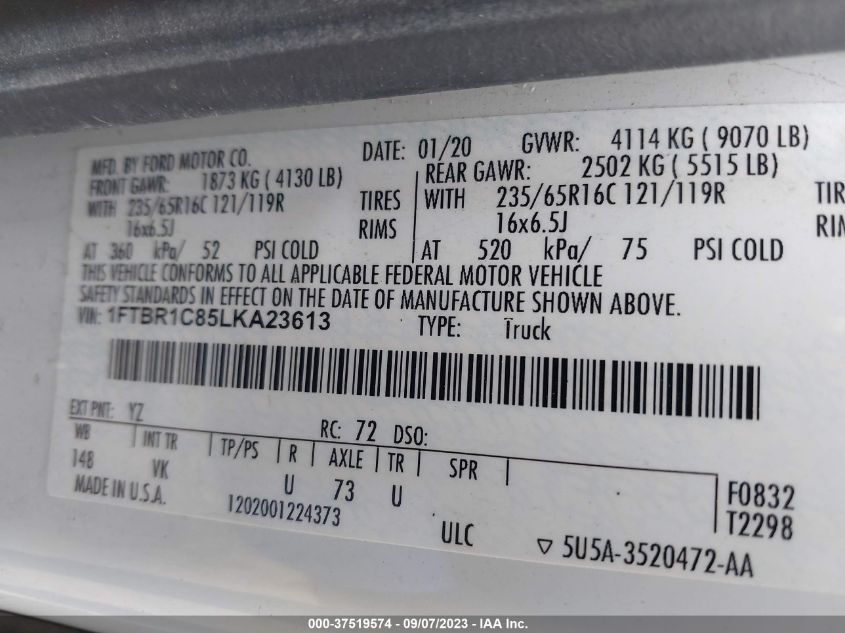 MFD. BY FORD MOTOR CO. DATE: 01/20 GVWR: 4114 KG ( 9070 LB)
FRONT GAWR: 1873 KG ( 4130 LB) REAR GAWR: 2502 KG ( 5515 LB)
WITH 235/65R16C 121/119R TIRES WITH 235/65R16C 121/119R TIR
16x6.5J RIMS 16x6.5J RIM
AT 360 kPa/ 52 PSI COLD AT 520 kPa/ 75 PSI COLD
THIS VEHICLE CONFORMS TO ALL APPLICABLE FEDERAL MOTOR VEHICLE
SAFETY STANDARDS IN EFFECT ON THE DATE OF MANUFACTURE SHOWN ABOVE.
VIN: 1FTBR1C85LKA23613 TYPE: Truck
EXT PNT: YZ RC: 72 DSO:
WB INT TR TP/PS R AXLE TR SPR
148 VK U 73 U F0832
MADE IN U.S.A. 1202001224373 T2298
ULC ▽ 5U5A-3520472-AA
000-37519574 - 09/07/2023 - IAA Inc.